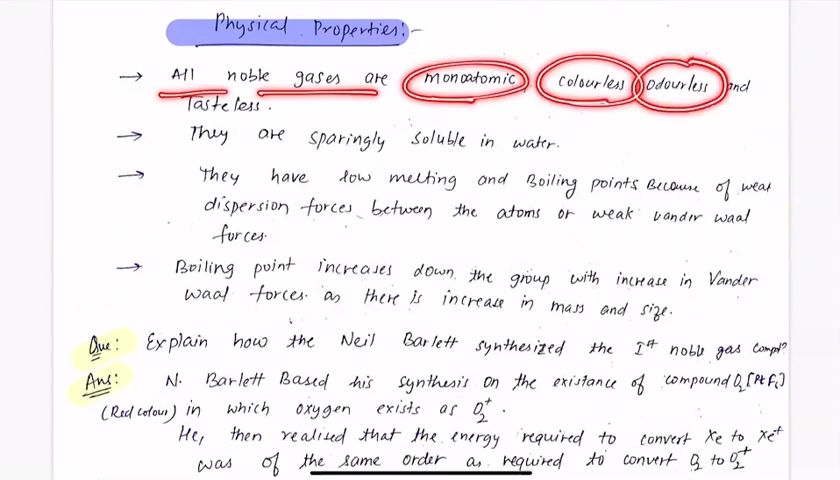 Physical Properties:-
→ All noble gases are monoatomic colourless odourless and
Tasteless.
→ They are sparingly soluble in water.
→ They have low melting and Boiling points Because of weak
dispersion forces between the atoms or weak vander waal
forces.
→ Boiling point increases down the group with increase in Vander
waal forces as there is increase in mass and size.
Que: Explain how the Neil Barlett synthesized the Ist noble gas compd?
Ans: N. Barlett Based his synthesis on the existance of compound O₂[PtF₆]
(Red colour) in which oxygen exists as O₂⁺.
He, then realised that the energy required to convert Xe to Xe⁺
was of the same order as required to convert O₂ to O₂⁺